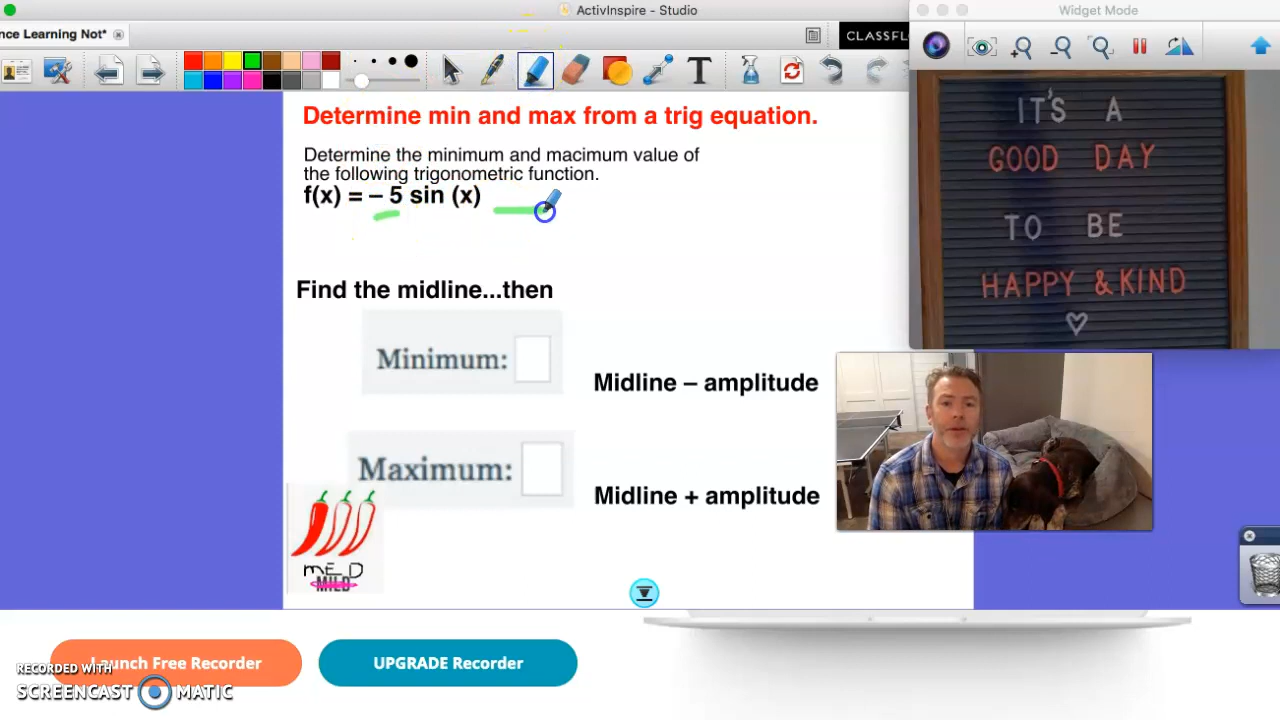 ActivInspire - Studio
Widget Mode
nce Learning Not*
CLASSFL
T
IT'S A
GOOD DAY
TO BE
HAPPY & KIND
Determine min and max from a trig equation.
Determine the minimum and macimum value of
the following trigonometric function.
f(x) = – 5 sin (x)
Find the midline...then
Minimum:
Midline – amplitude
Maximum:
Midline + amplitude
MED
MILD
Launch Free Recorder
UPGRADE Recorder
RECORDED WITH
SCREENCAST MATIC